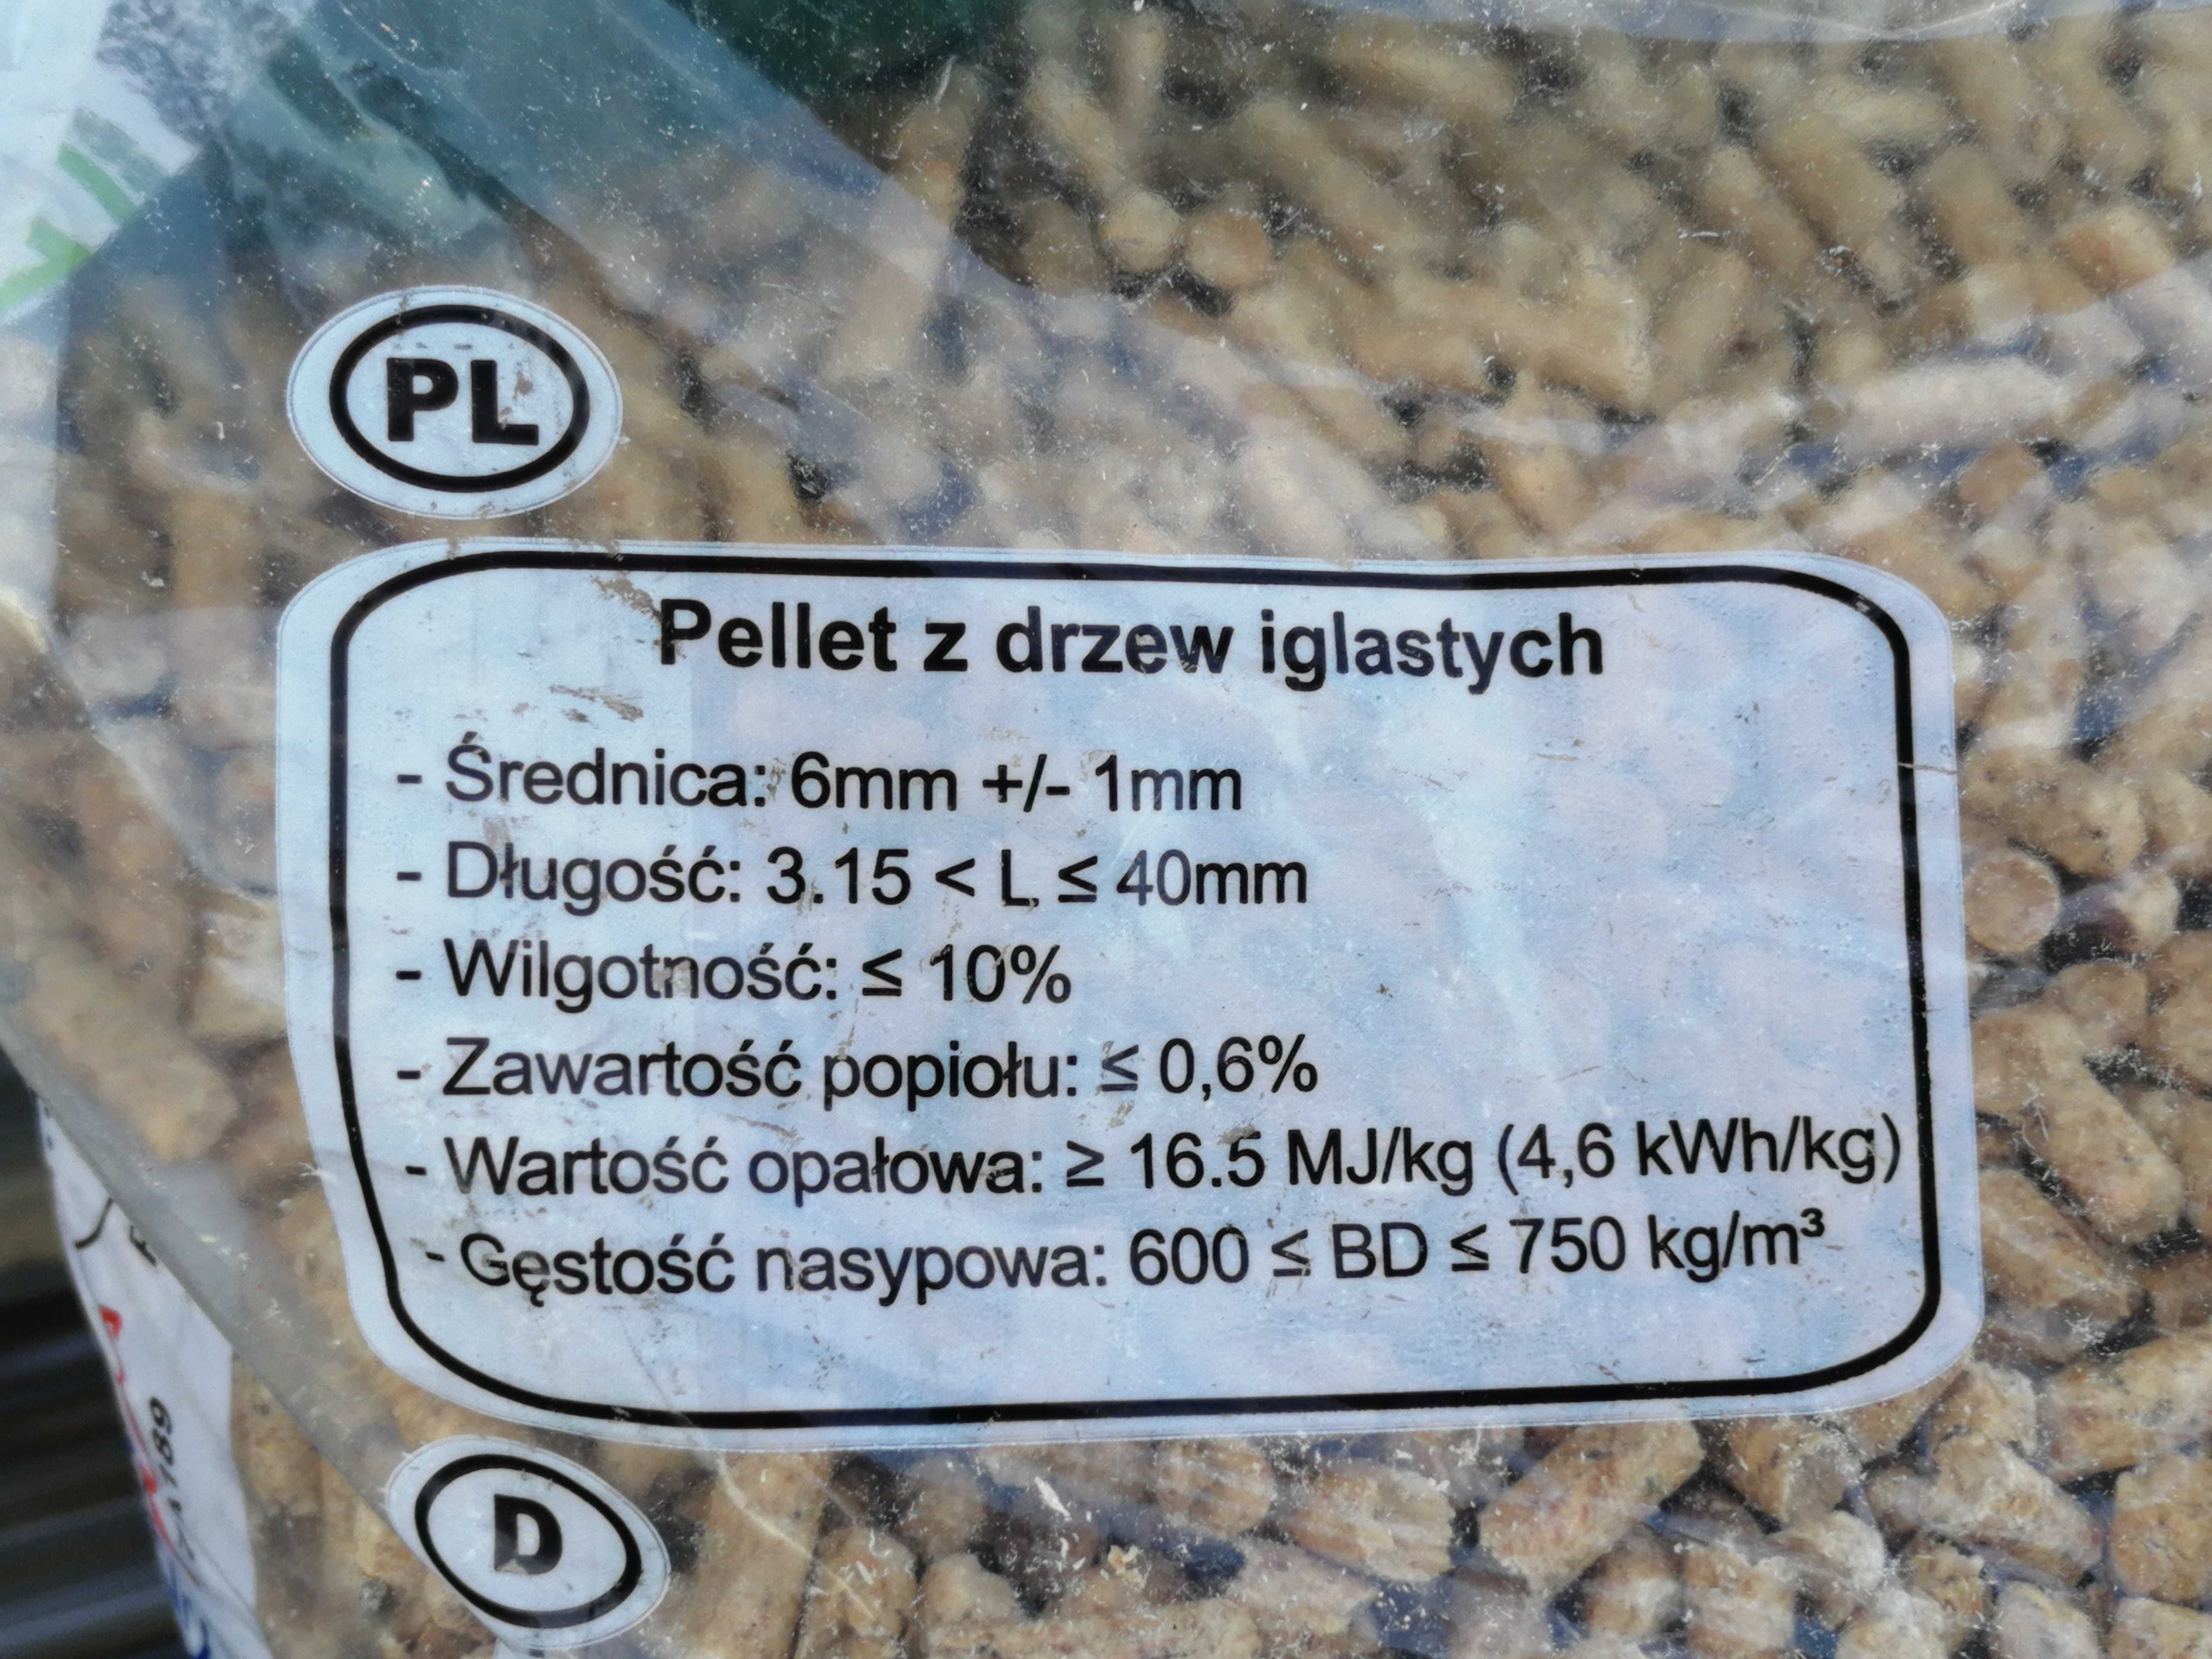 PL
Pellet z drzew iglastych
- Średnica: 6mm +/- 1mm
- Długość: 3.15 < L ≤ 40mm
- Wilgotność: ≤ 10%
- Zawartość popiołu: ≤ 0,6%
- Wartość opałowa: ≥ 16.5 MJ/kg (4,6 kWh/kg)
- Gęstość nasypowa: 600 ≤ BD ≤ 750 kg/m³
D